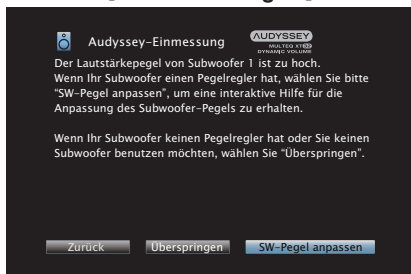 Audyssey-Einmessung
AUDYSSEY
MULTEQ XT32
DYNAMIC VOLUME
Der Lautstärkepegel von Subwoofer 1 ist zu hoch.
Wenn Ihr Subwoofer einen Pegelregler hat, wählen Sie bitte
“SW-Pegel anpassen”, um eine interaktive Hilfe für die
Anpassung des Subwoofer-Pegels zu erhalten.
Wenn Ihr Subwoofer keinen Pegelregler hat oder Sie keinen
Subwoofer benutzen möchten, wählen Sie “Überspringen”.
Zurück Überspringen SW-Pegel anpassen